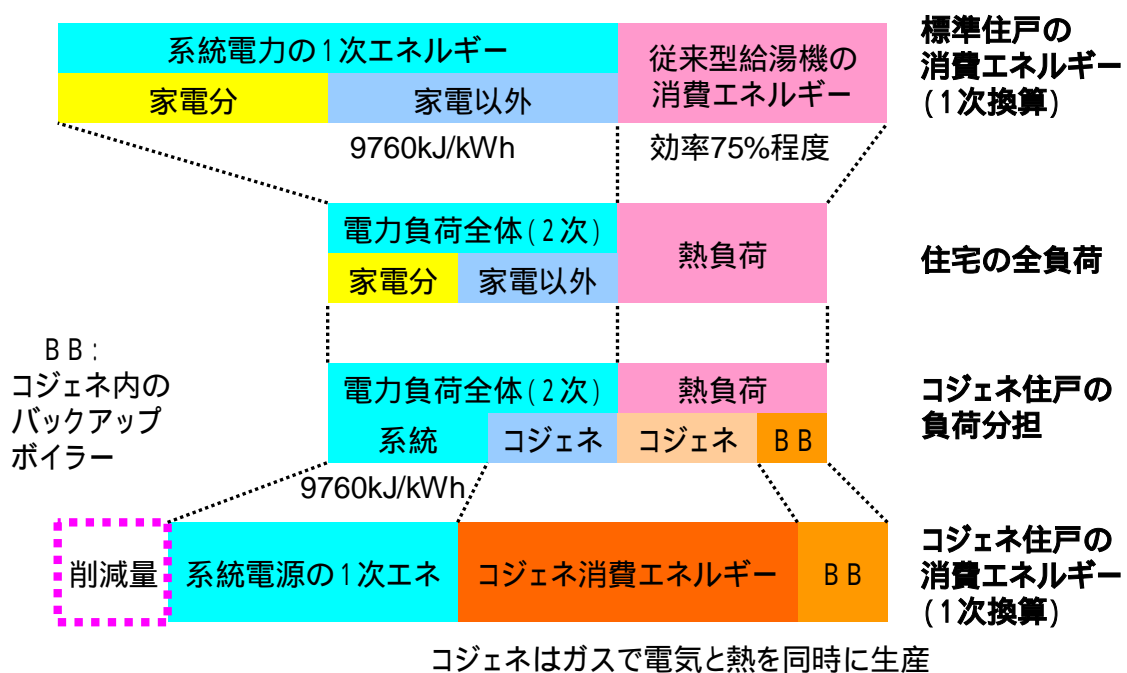 系統電力の1次エネルギー
従来型給湯機の
消費エネルギー
標準住戸の
消費エネルギー
(1次換算)
家電分
家電以外
9760kJ/kWh
効率75%程度
電力負荷全体(2次)
熱負荷
住宅の全負荷
家電分
家電以外
BB:
コジェネ内の
バックアップ
ボイラー
電力負荷全体(2次)
熱負荷
コジェネ住戸の
負荷分担
系統
コジェネ
コジェネ
BB
9760kJ/kWh
削減量
系統電源の1次エネ
コジェネ消費エネルギー
BB
コジェネ住戸の
消費エネルギー
(1次換算)
コジェネはガスで電気と熱を同時に生産